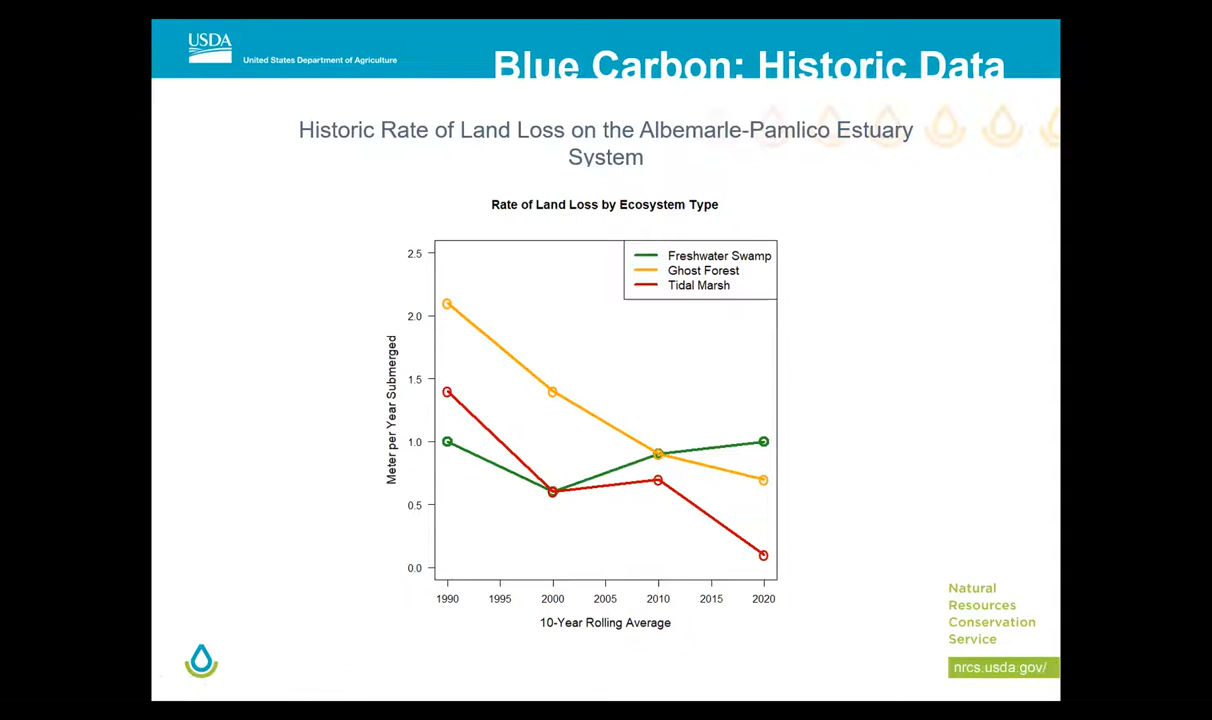 USDA
United States Department of Agriculture
Blue Carbon: Historic Data
Historic Rate of Land Loss on the Albemarle-Pamlico Estuary
System
Rate of Land Loss by Ecosystem Type
Freshwater Swamp
Ghost Forest
Tidal Marsh
2.5
2.0
1.5
1.0
0.5
0.0
Meter per Year Submerged
1990 1995 2000 2005 2010 2015 2020
10-Year Rolling Average
Natural
Resources
Conservation
Service
nrcs.usda.gov/